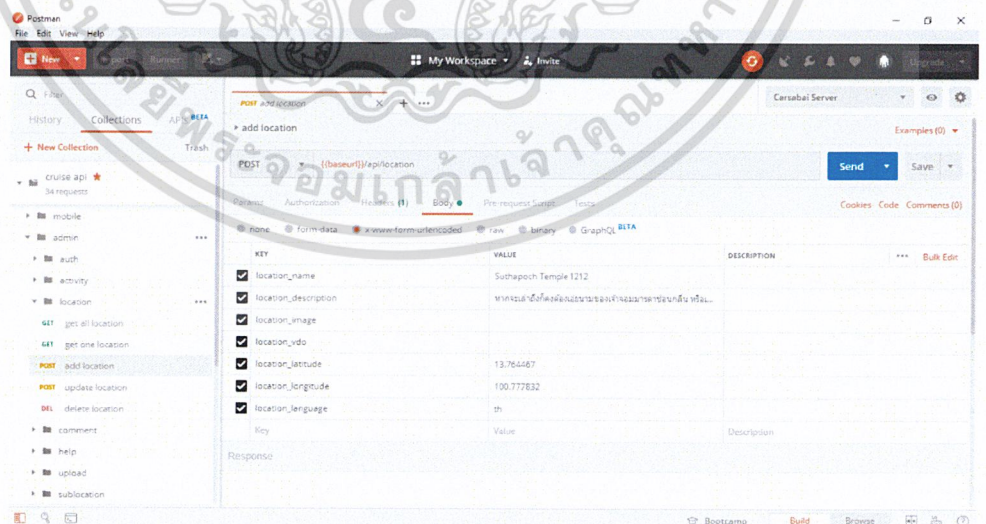 Postman
File Edit View Help
New
Import
Runner
My Workspace
Invite
Upgrade
Filter
History
Collections
APIs BETA
+ New Collection
Trash
cruise api
34 requests
mobile
admin
auth
activity
location
GET get all location
GET get one location
POST add location
POST update location
DEL delete location
comment
help
upload
sublocation
POST add location
Carsabai Server
add location
Examples (0)
POST
{{baseurl}}/api/location
Send
Save
Params
Authorization
Headers (1)
Body
Pre-request Script
Tests
Cookies Code Comments (0)
none
form-data
x-www-form-urlencoded
raw
binary
GraphQL BETA
KEY
VALUE
DESCRIPTION
Bulk Edit
location_name
Suthapoch Temple 1212
location_description
location_image
location_vdo
location_latitude
13.764467
location_longitude
100.777832
location_language
th
Key
Value
Description
Response
Bootcamp
Build
Browse